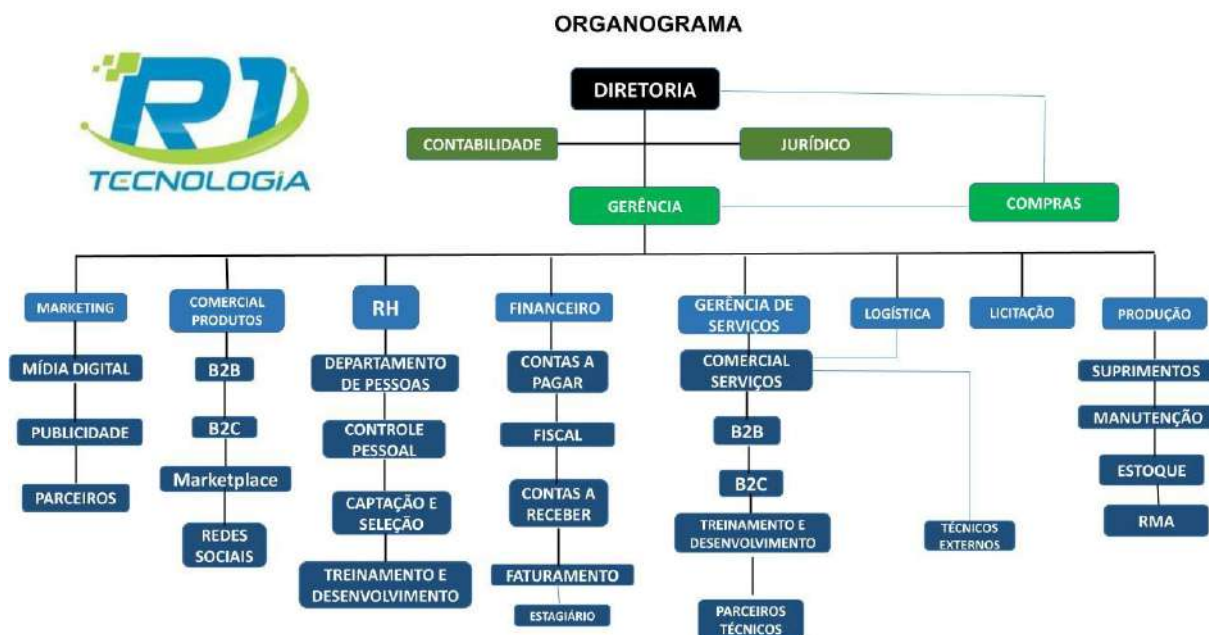 ORGANOGRAMA
R1
TECNOLOGiA
DIRETORIA
CONTABILIDADE
JURÍDICO
GERÊNCIA
COMPRAS
MARKETING
MÍDIA DIGITAL
PUBLICIDADE
PARCEIROS
COMERCIAL
PRODUTOS
B2B
B2C
Marketplace
REDES
SOCIAIS
RH
DEPARTAMENTO
DE PESSOAS
CONTROLE
PESSOAL
CAPTAÇÃO E
SELEÇÃO
TREINAMENTO E
DESENVOLVIMENTO
FINANCEIRO
CONTAS A
PAGAR
FISCAL
CONTAS A
RECEBER
FATURAMENTO
ESTAGIÁRIO
GERÊNCIA DE
SERVIÇOS
COMERCIAL
SERVIÇOS
B2B
B2C
TREINAMENTO E
DESENVOLVIMENTO
PARCEIROS
TÉCNICOS
LOGÍSTICA
TÉCNICOS
EXTERNOS
LICITAÇÃO
PRODUÇÃO
SUPRIMENTOS
MANUTENÇÃO
ESTOQUE
RMA